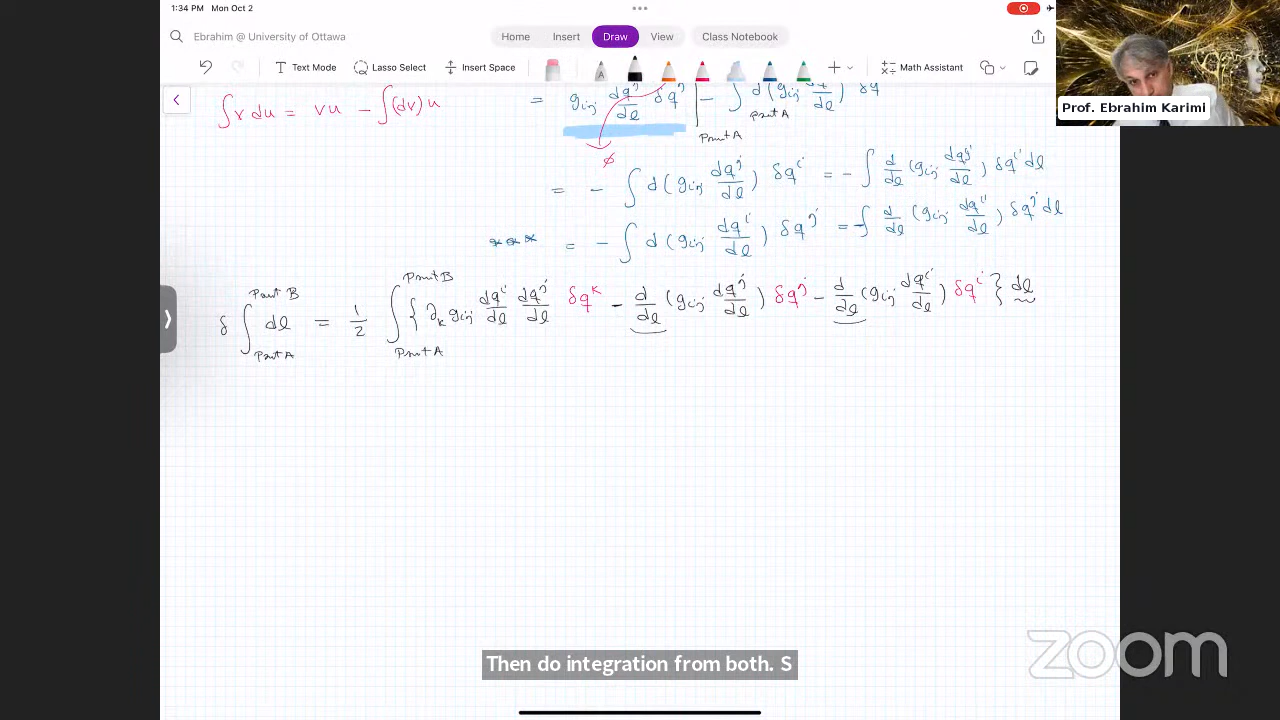 1:34 PM Mon Oct 2
Ebrahim @ University of Ottawa
Home Insert Draw View Class Notebook
Text Mode Lasso Select Insert Space Math Assistant
Prof. Ebrahim Karimi
∫v du = vu − ∫(dv)u = g_ij dq^j/dl δq^i | − ∫ d(g_ij dq^j/dl) δq
Point A Point A
ø
= − ∫ d(g_ij dq^j/dl) δq^i = − ∫ d/dl (g_ij dq^j/dl) δq^i dl
*** = − ∫ d(g_ij dq^i/dl) δq^j = −∫ d/dl (g_ij dq^i/dl) δq^j dl
Point B Point B
δ ∫ dl = 1/2 ∫ { ∂_k g_ij dq^i/dl dq^j/dl δq^k − d/dl (g_ij dq^j/dl) δq^j − d/dl (g_ij dq^i/dl) δq^i } dl
Point A Point A
Then do integration from both. S
zoom